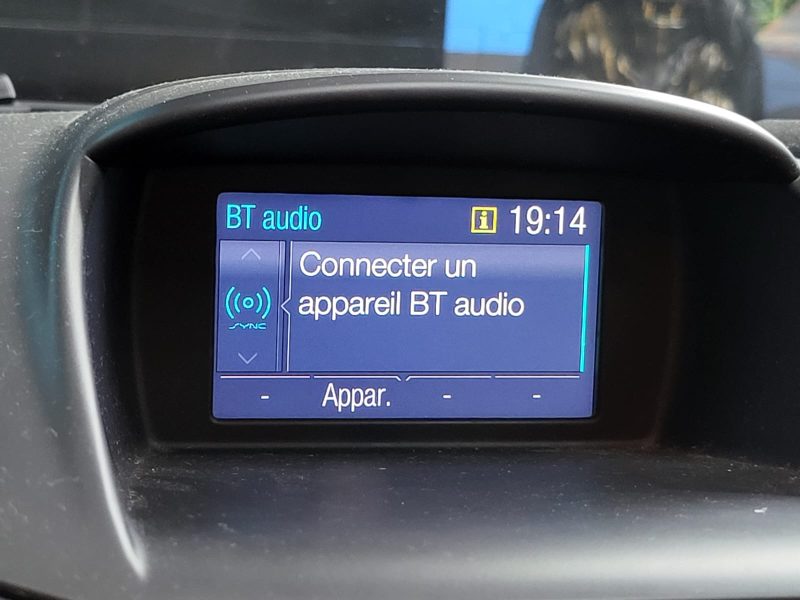 BT audio
i 19:14
Connecter un
appareil BT audio
SYNC
- Appar. - -